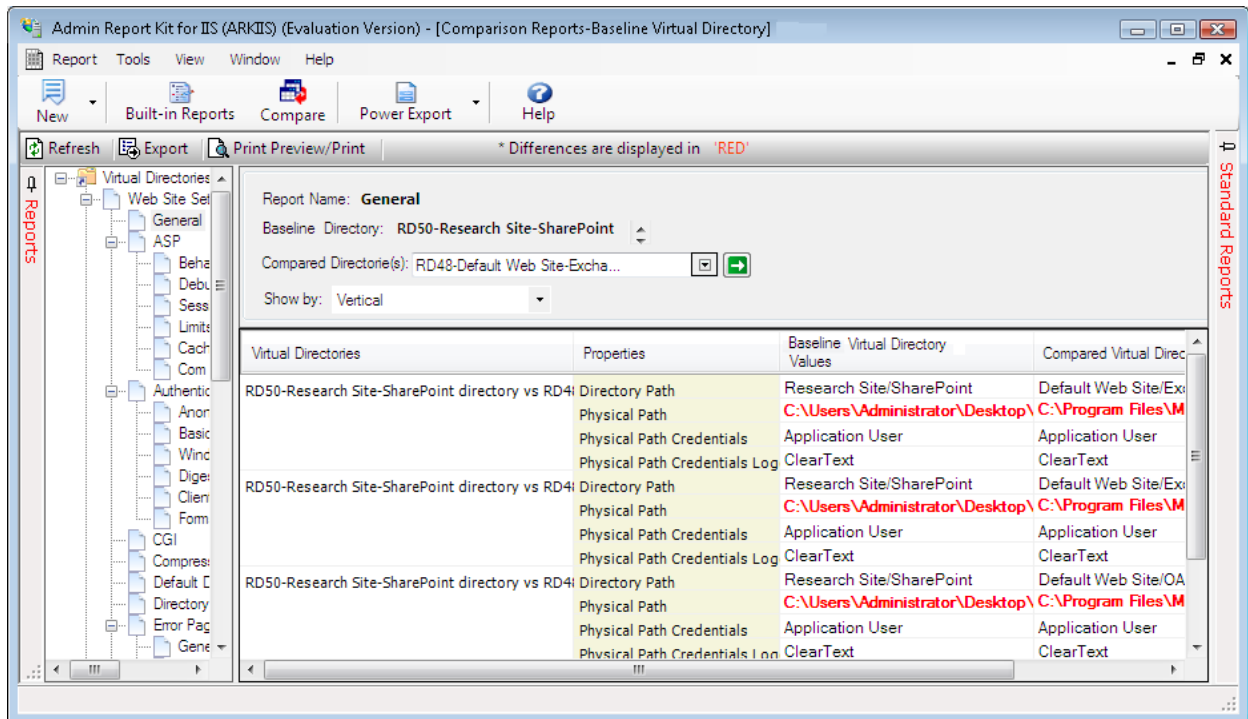 Admin Report Kit for IIS (ARKIIS) (Evaluation Version) - [Comparison Reports-Baseline Virtual Directory]
Report Tools View Window Help
New Built-in Reports Compare Power Export Help
Refresh Export Print Preview/Print * Differences are displayed in 'RED'
Reports
Virtual Directories
Web Site Set
General
ASP
Beha
Debu
Sess
Limits
Cach
Com
Authentic
Anor
Basic
Winc
Diges
Clien
Form
CGI
Compres
Default D
Directory
Error Pag
Gene
Report Name: General
Baseline Directory: RD50-Research Site-SharePoint
Compared Directorie(s): RD48-Default Web Site-Excha...
Show by: Vertical
Virtual Directories Properties Baseline Virtual Directory Values Compared Virtual Direc
RD50-Research Site-SharePoint directory vs RD48 Directory Path Research Site/SharePoint Default Web Site/Ex
Physical Path C:\Users\Administrator\Desktop\ C:\Program Files\M
Physical Path Credentials Application User Application User
Physical Path Credentials Log ClearText ClearText
RD50-Research Site-SharePoint directory vs RD48 Directory Path Research Site/SharePoint Default Web Site/Ex
Physical Path C:\Users\Administrator\Desktop\ C:\Program Files\M
Physical Path Credentials Application User Application User
Physical Path Credentials Log ClearText ClearText
RD50-Research Site-SharePoint directory vs RD48 Directory Path Research Site/SharePoint Default Web Site/OA
Physical Path C:\Users\Administrator\Desktop\ C:\Program Files\M
Physical Path Credentials Application User Application User
Physical Path Credentials Log ClearText ClearText
Standard Reports